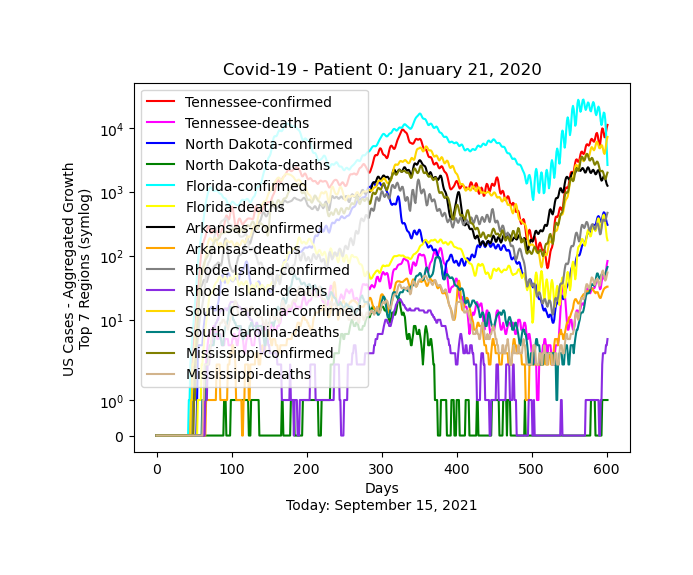 Covid-19 - Patient 0: January 21, 2020
US Cases - Aggregated Growth
Top 7 Regions (symlog)
10^4
10^3
10^2
10^1
10^0
0
Tennessee-confirmed
Tennessee-deaths
North Dakota-confirmed
North Dakota-deaths
Florida-confirmed
Florida-deaths
Arkansas-confirmed
Arkansas-deaths
Rhode Island-confirmed
Rhode Island-deaths
South Carolina-confirmed
South Carolina-deaths
Mississippi-confirmed
Mississippi-deaths
0 100 200 300 400 500 600
Days
Today: September 15, 2021